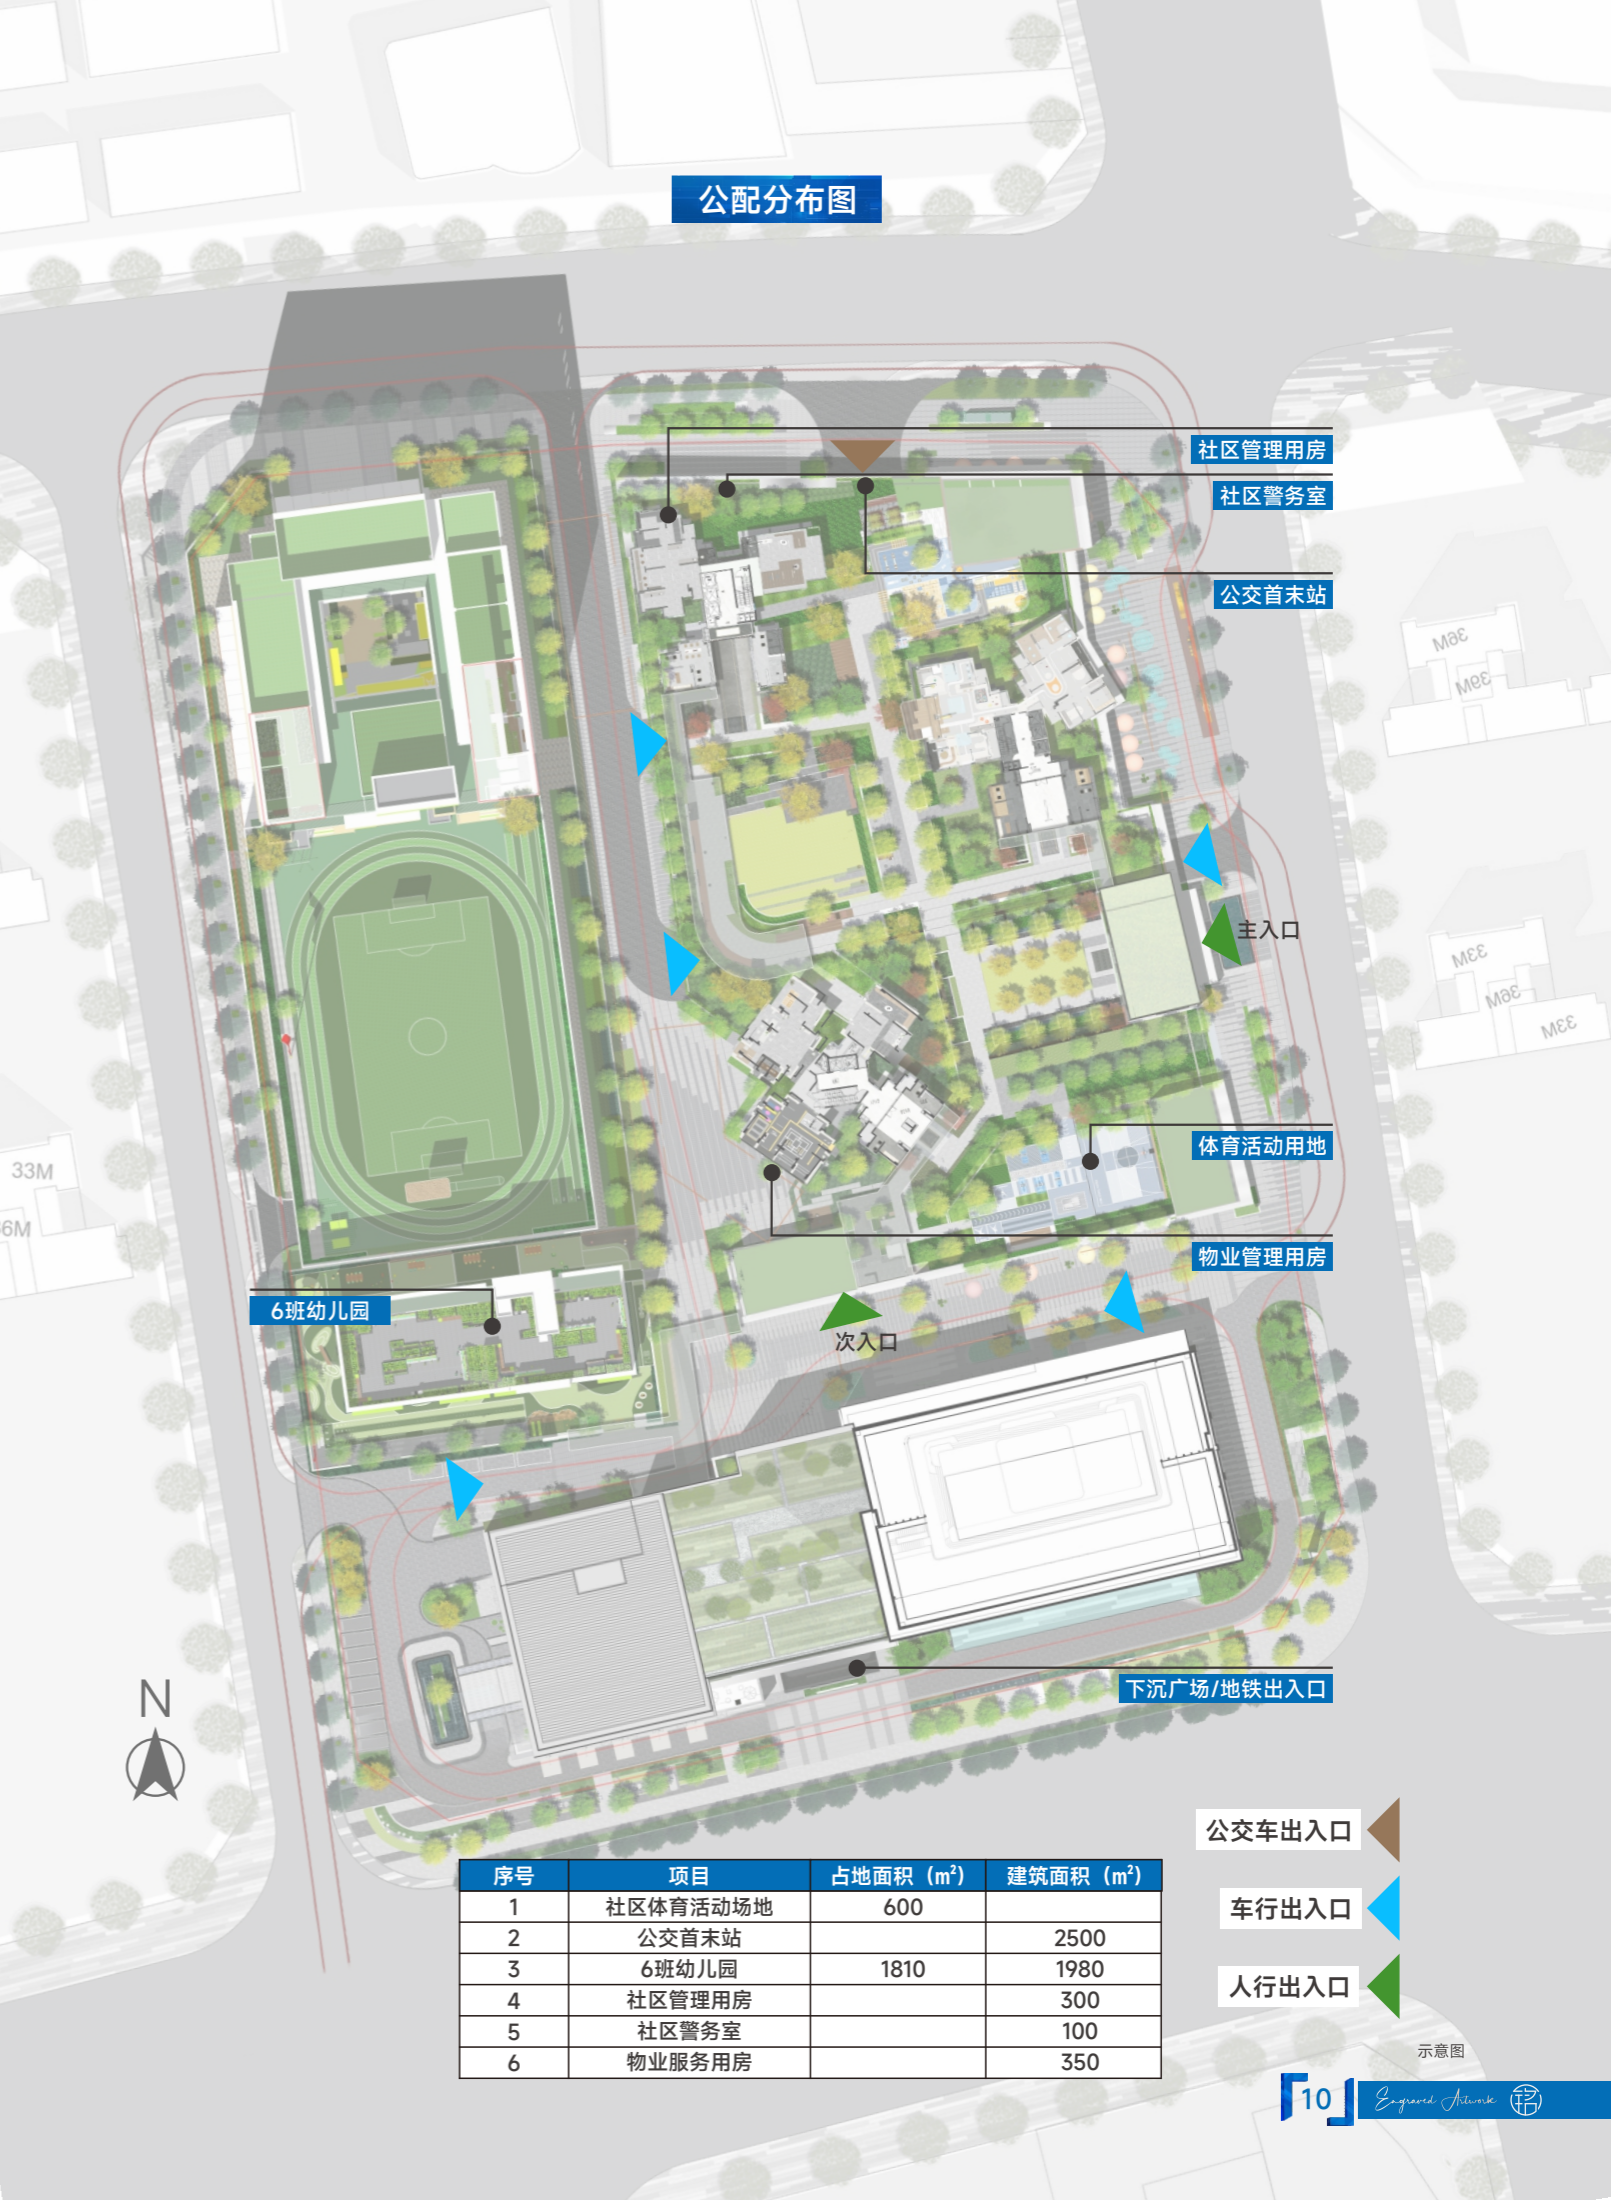 公配分布图
社区管理用房
社区警务室
公交首末站
36M
39M
主入口
33M
36M
33M
体育活动用地
33M
6M
物业管理用房
6班幼儿园
次入口
下沉广场/地铁出入口
N
公交车出入口
车行出入口
人行出入口
序号 项目 占地面积（㎡） 建筑面积（㎡）
1 社区体育活动场地 600
2 公交首末站 2500
3 6班幼儿园 1810 1980
4 社区管理用房 300
5 社区警务室 100
6 物业服务用房 350
示意图
10 Engraved Artwork 铭